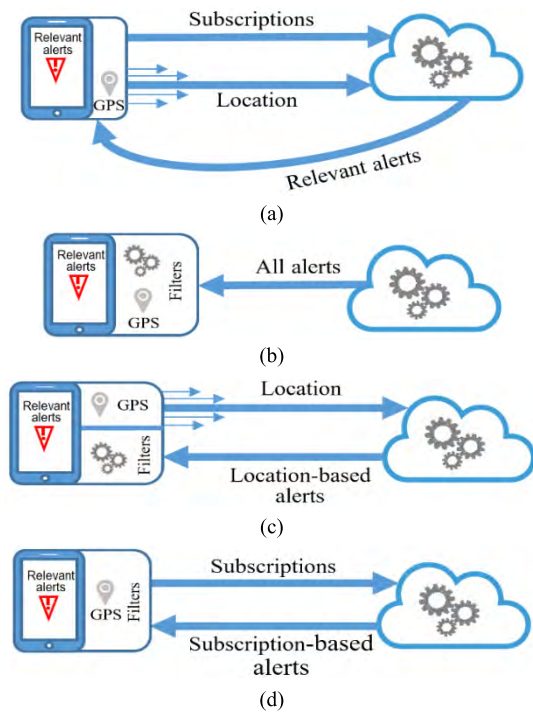 Subscriptions
Relevant
alerts
GPS
Location
Relevant alerts
(a)
Relevant
alerts
Filters
GPS
All alerts
(b)
Relevant
alerts
GPS
Filters
Location
Location-based
alerts
(c)
Relevant
alerts
GPS
Filters
Subscriptions
Subscription-based
alerts
(d)